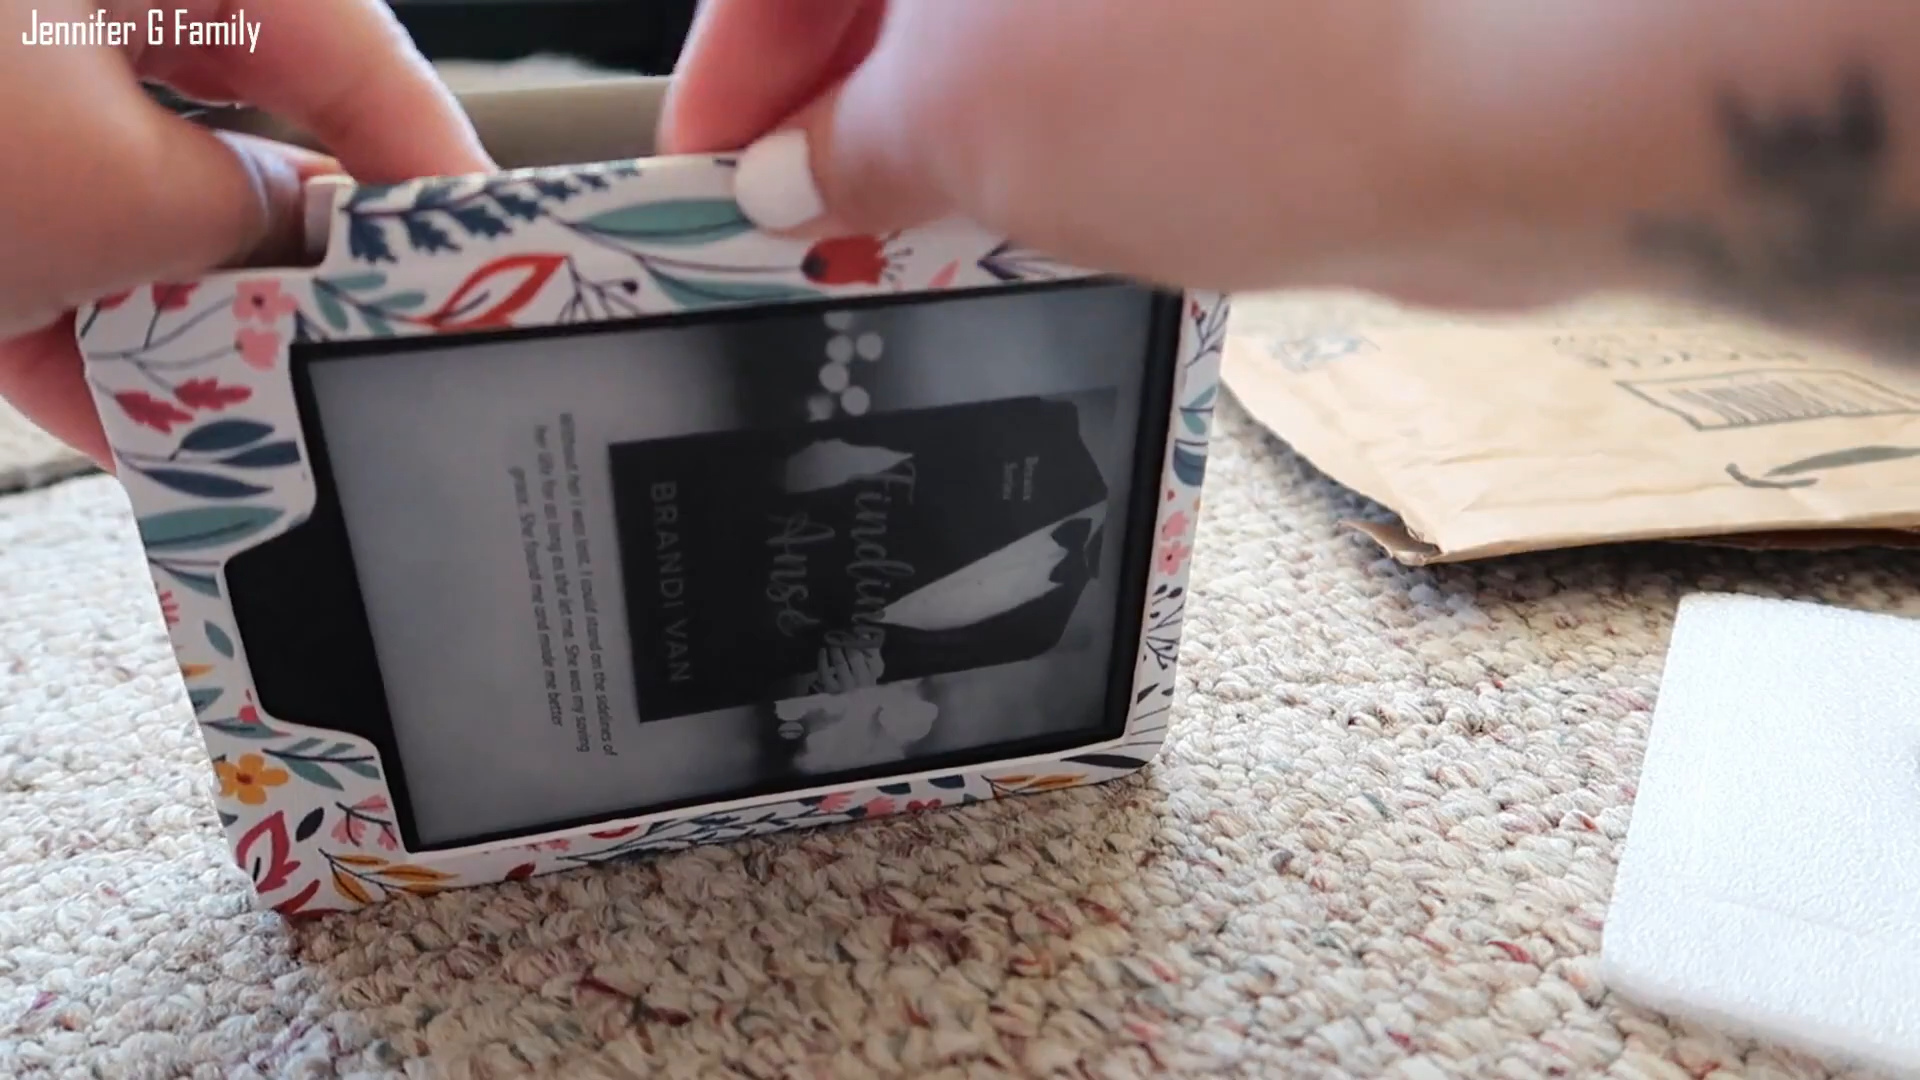 Jennifer G Family
Finding
Anse
BRANDI VAN
Without her I was lost. I could stand on the sidelines of
her life for as long as she let me. She was my saving
grace. She found me and made me better